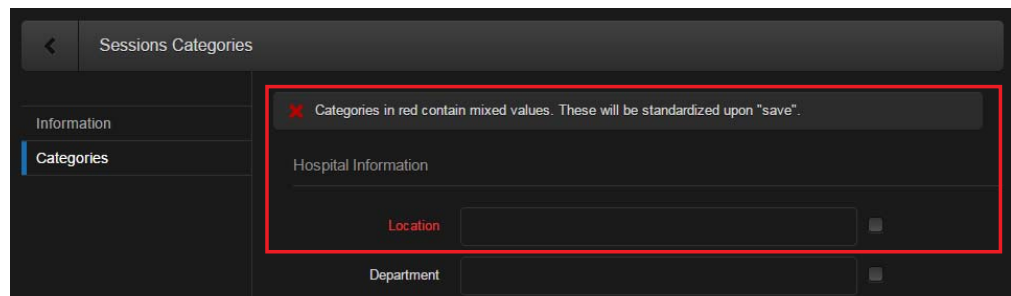 Sessions Categories
Information
Categories
Categories in red contain mixed values. These will be standardized upon "save".
Hospital Information
Location
Department